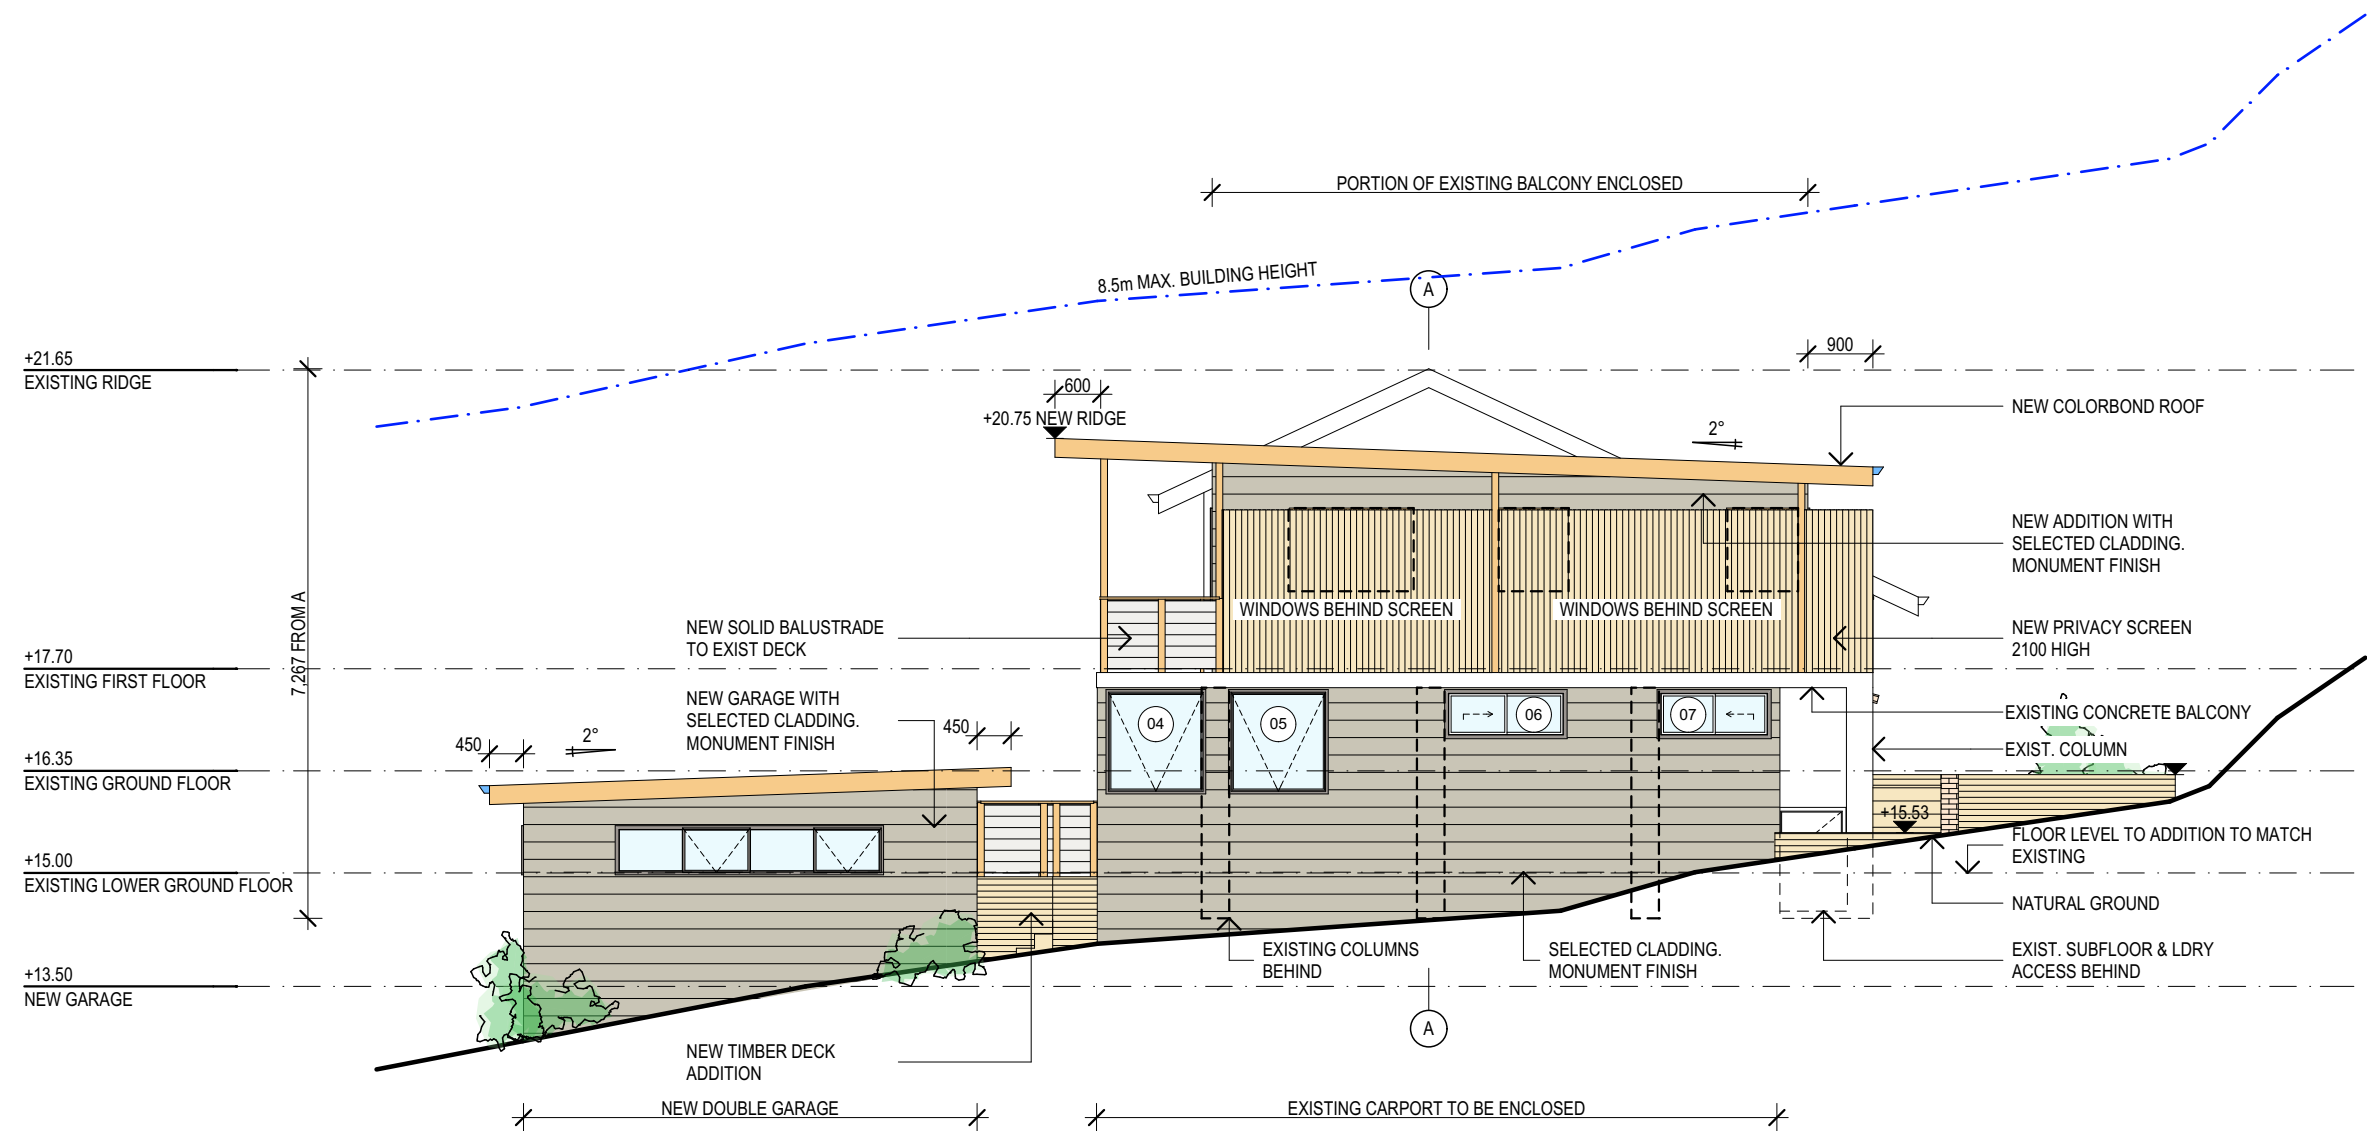 PORTION OF EXISTING BALCONY ENCLOSED
8.5m MAX. BUILDING HEIGHT
A
900
+21.65
EXISTING RIDGE
600
+20.75 NEW RIDGE
2°
NEW COLORBOND ROOF
NEW ADDITION WITH
SELECTED CLADDING.
MONUMENT FINISH
WINDOWS BEHIND SCREEN
WINDOWS BEHIND SCREEN
7,267 FROM A
NEW SOLID BALUSTRADE
TO EXIST DECK
NEW PRIVACY SCREEN
2100 HIGH
+17.70
EXISTING FIRST FLOOR
NEW GARAGE WITH
SELECTED CLADDING.
MONUMENT FINISH
04
05
06
07
EXISTING CONCRETE BALCONY
450
2°
450
EXIST. COLUMN
+16.35
EXISTING GROUND FLOOR
+15.53
FLOOR LEVEL TO ADDITION TO MATCH
EXISTING
+15.00
EXISTING LOWER GROUND FLOOR
NATURAL GROUND
EXISTING COLUMNS
BEHIND
SELECTED CLADDING.
MONUMENT FINISH
EXIST. SUBFLOOR & LDRY
ACCESS BEHIND
+13.50
NEW GARAGE
A
NEW TIMBER DECK
ADDITION
NEW DOUBLE GARAGE
EXISTING CARPORT TO BE ENCLOSED